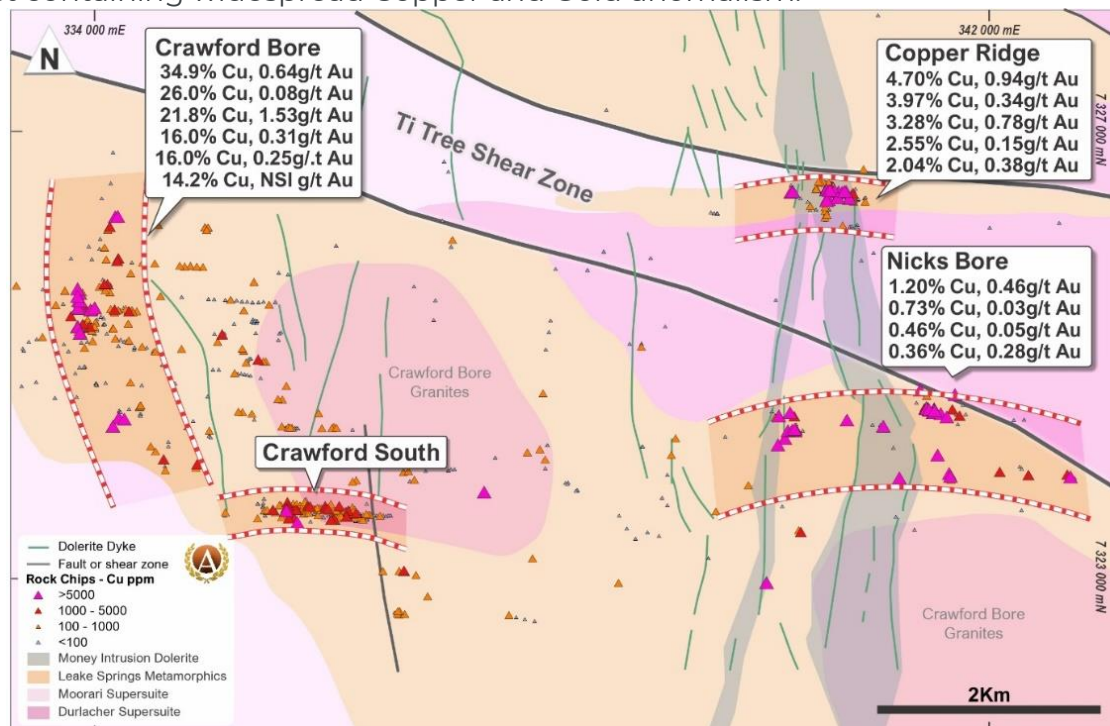 containing widespread Copper and Gold anomalism.
334 000 mE
342 000 mE
N
Crawford Bore
34.9% Cu, 0.64g/t Au
26.0% Cu, 0.08g/t Au
21.8% Cu, 1.53g/t Au
16.0% Cu, 0.31g/t Au
16.0% Cu, 0.25g/.t Au
14.2% Cu, NSI g/t Au
Copper Ridge
4.70% Cu, 0.94g/t Au
3.97% Cu, 0.34g/t Au
3.28% Cu, 0.78g/t Au
2.55% Cu, 0.15g/t Au
2.04% Cu, 0.38g/t Au
7 327 000 mN
Ti Tree Shear Zone
Nicks Bore
1.20% Cu, 0.46g/t Au
0.73% Cu, 0.03g/t Au
0.46% Cu, 0.05g/t Au
0.36% Cu, 0.28g/t Au
Crawford Bore
Granites
Crawford South
7 323 000 mN
Dolerite Dyke
Fault or shear zone
Rock Chips - Cu ppm
>5000
1000 - 5000
100 - 1000
<100
Money Intrusion Dolerite
Leake Springs Metamorphics
Moorari Supersuite
Durlacher Supersuite
A
Crawford Bore
Granites
2Km